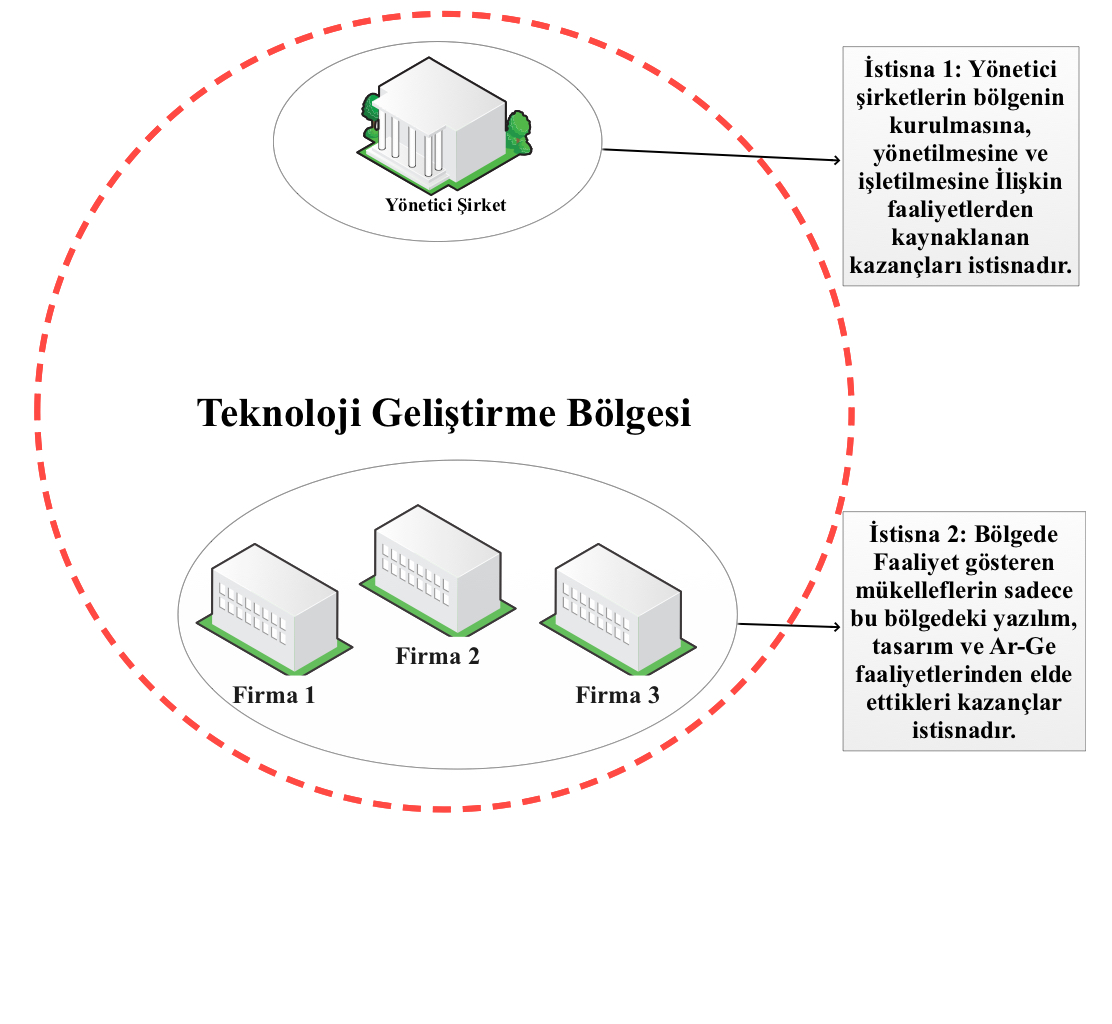 Yönetici Şirket
İstisna 1: Yönetici
şirketlerin bölgenin
kurulmasına,
yönetilmesine ve
işletilmesine İlişkin
faaliyetlerden
kaynaklanan
kazançları istisnadır.
Teknoloji Geliştirme Bölgesi
Firma 1
Firma 2
Firma 3
İstisna 2: Bölgede
Faaliyet gösteren
mükelleflerin sadece
bu bölgedeki yazılım,
tasarım ve Ar-Ge
faaliyetlerinden elde
ettikleri kazançlar
istisnadır.